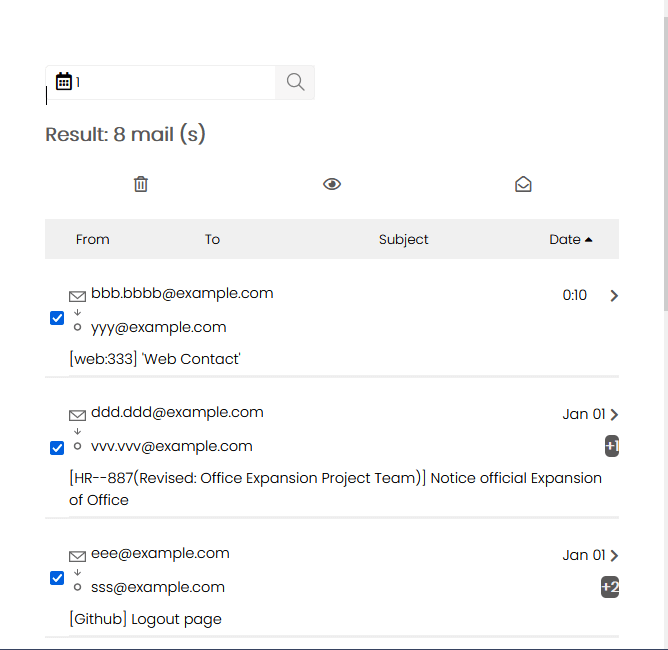 1
Result: 8 mail (s)
From To Subject Date
bbb.bbbb@example.com 0:10
yyy@example.com
[web:333] 'Web Contact'
ddd.ddd@example.com Jan 01
vvv.vvv@example.com +1
[HR--887(Revised: Office Expansion Project Team)] Notice official Expansion
of Office
eee@example.com Jan 01
sss@example.com +2
[Github] Logout page